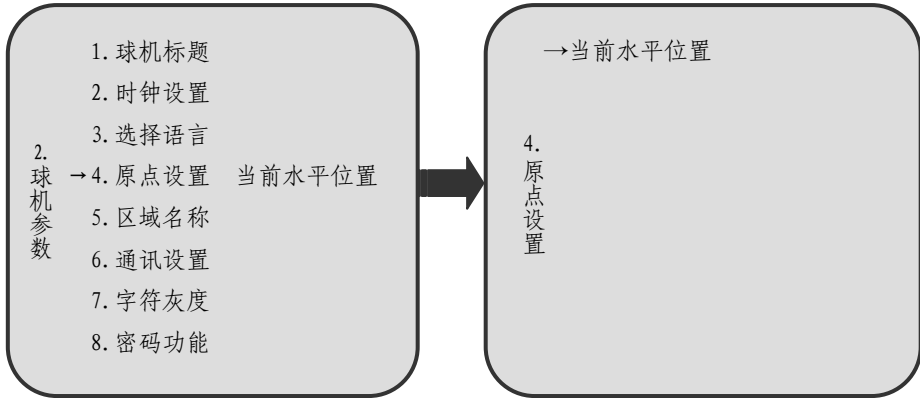 2.球机参数
1.球机标题
2.时钟设置
3.选择语言
→4.原点设置 当前水平位置
5.区域名称
6.通讯设置
7.字符灰度
8.密码功能
4.原点设置
→当前水平位置